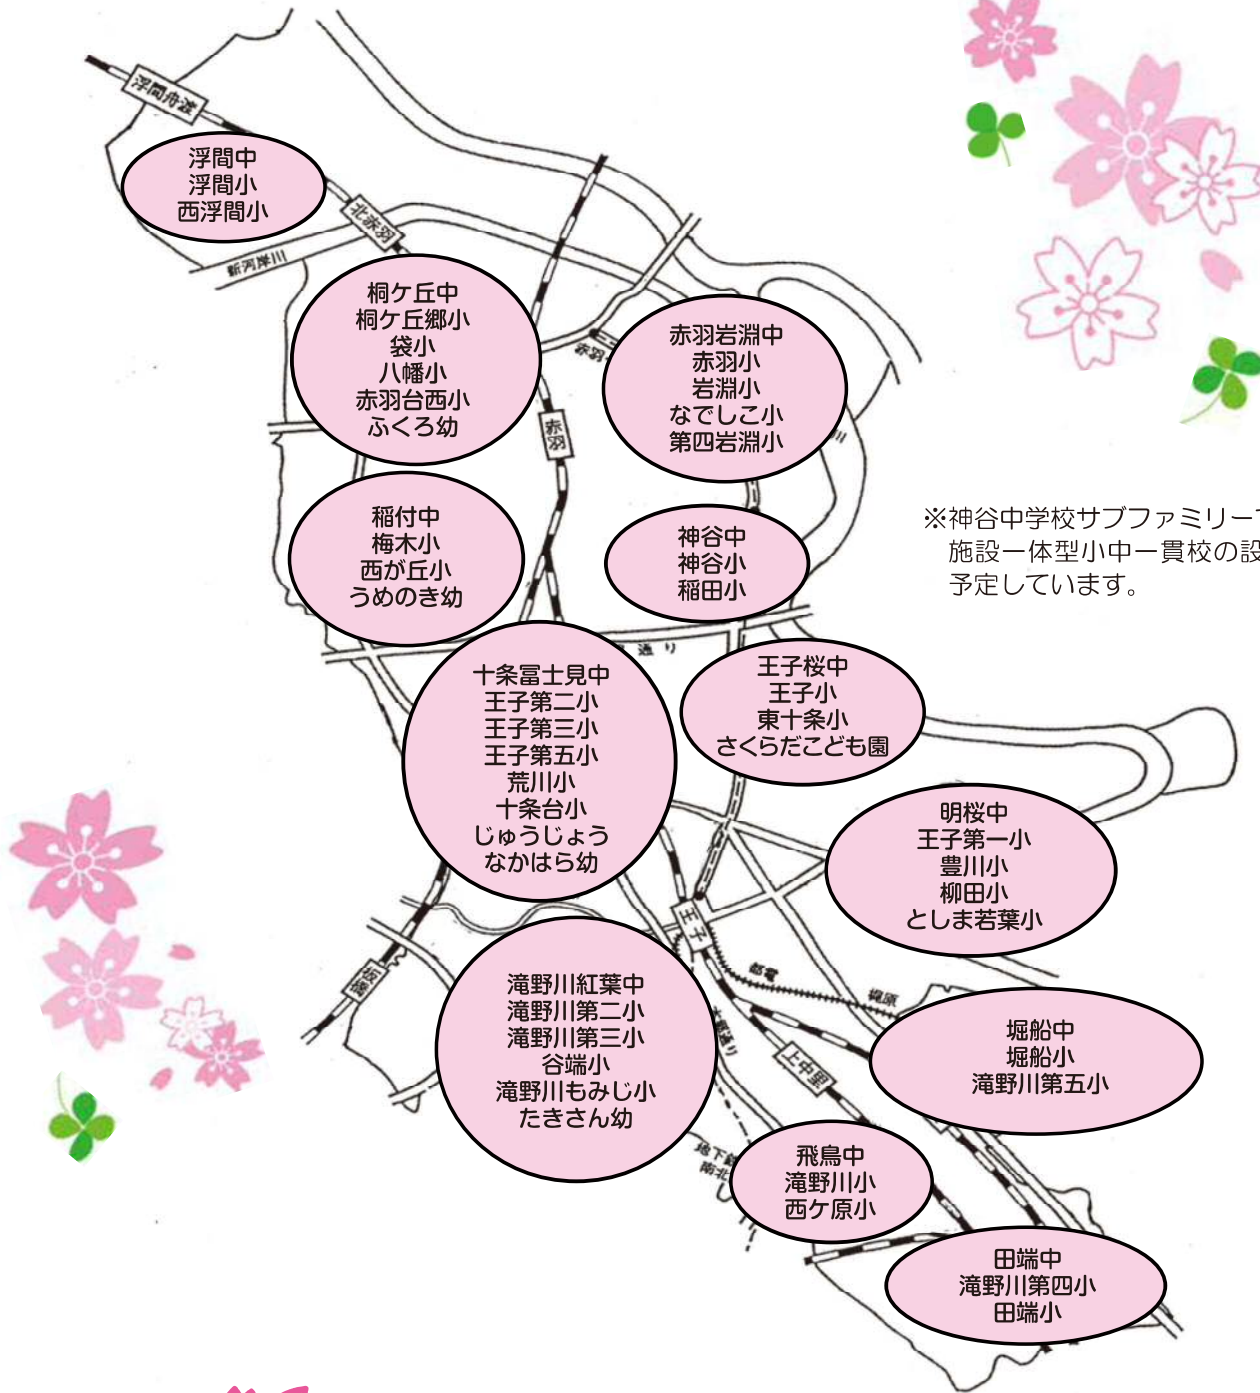 浮間舟渡
浮間中
浮間小
西浮間小
北赤羽
新河岸川
桐ケ丘中
桐ケ丘郷小
袋小
八幡小
赤羽台西小
ふくろ幼
赤羽岩淵中
赤羽小
岩淵小
なでしこ小
第四岩淵小
赤羽
赤羽
川
稲付中
梅木小
西が丘小
うめのき幼
神谷中
神谷小
稲田小
※神谷中学校サブファミリー
施設一体型小中一貫校の設
予定しています。
通り
十条冨士見中
王子第二小
王子第三小
王子第五小
荒川小
十条台小
じゅうじょう
なかはら幼
王子桜中
王子小
東十条小
さくらだこども園
明桜中
王子第一小
豊川小
柳田小
としま若葉小
王子
板橋
都電
梶原
滝野川紅葉中
滝野川第二小
滝野川第三小
谷端小
滝野川もみじ小
たきさん幼
本郷通り
上中里
堀船中
堀船小
滝野川第五小
地下鉄
南北
飛鳥中
滝野川小
西ケ原小
田端中
滝野川第四小
田端小